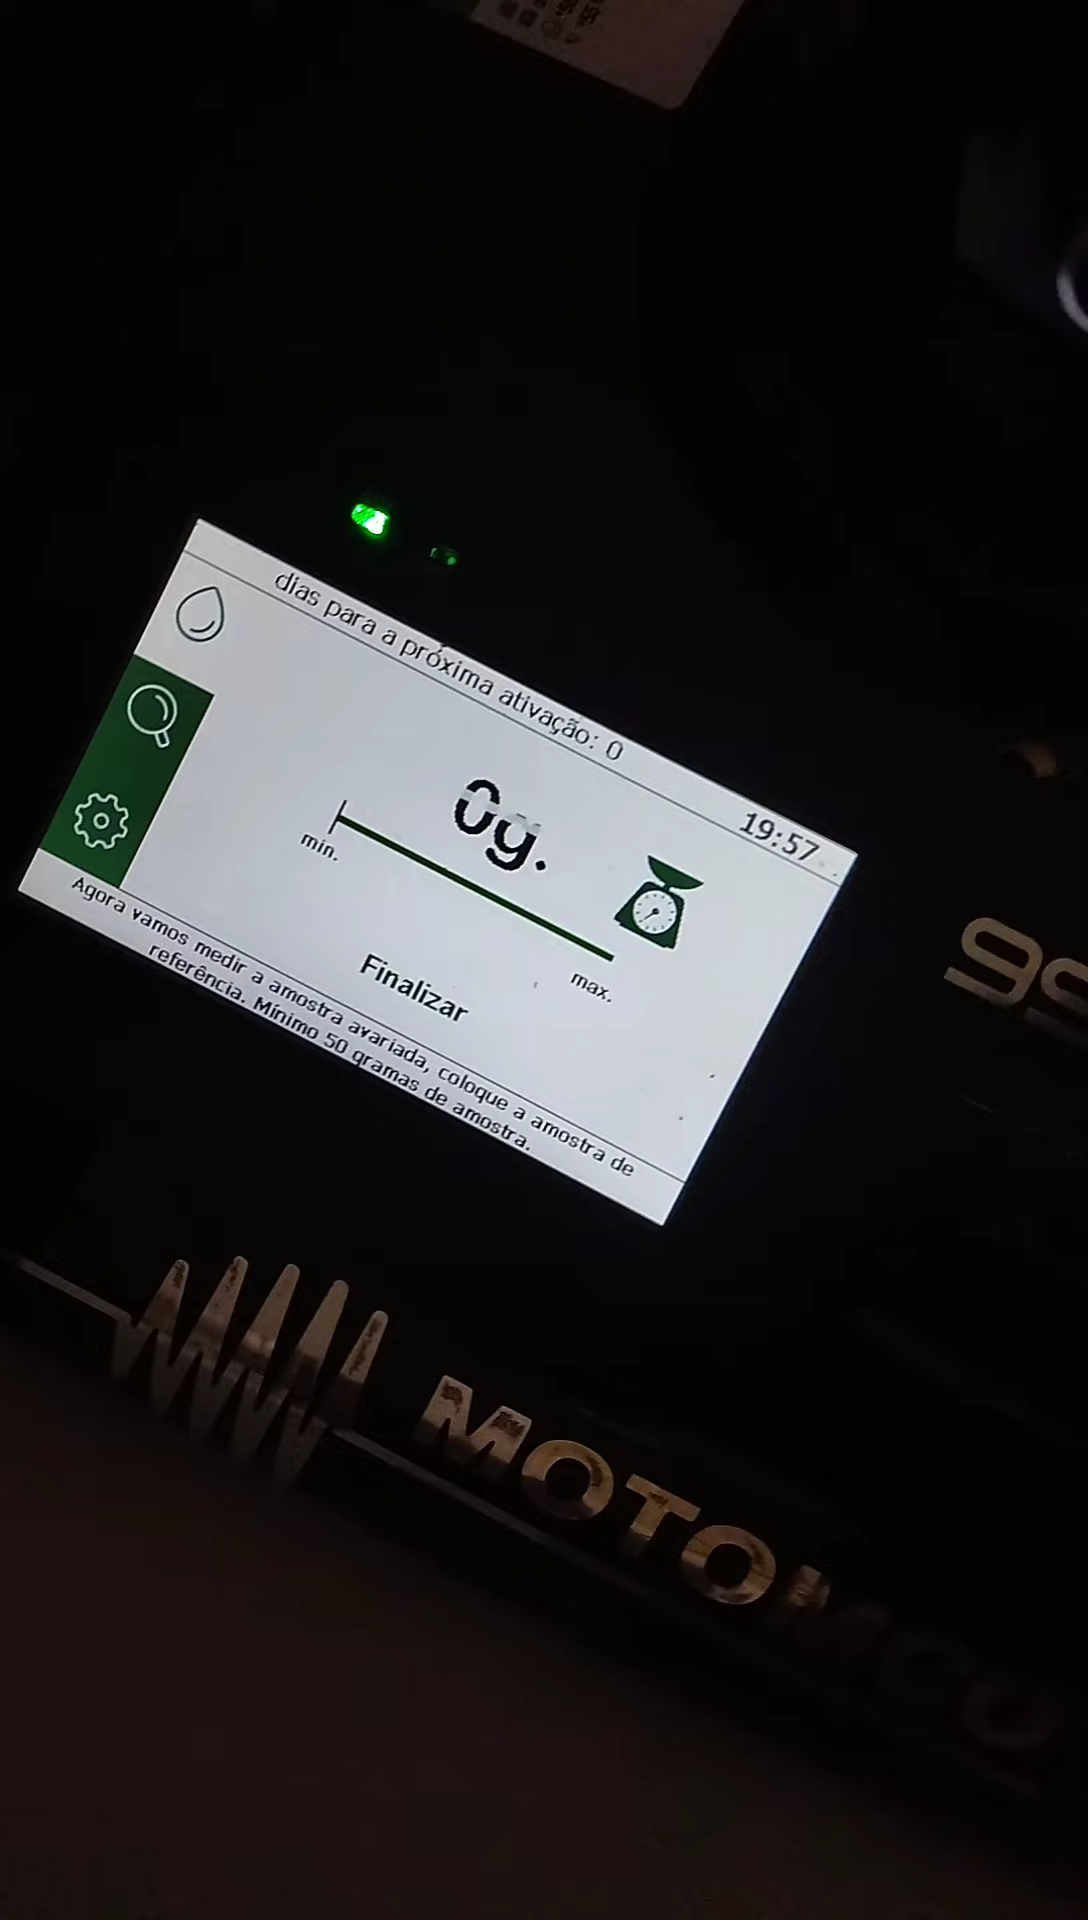 dias para a próxima ativação: 0
19:57
0g.
min.
max.
Finalizar
Agora vamos medir a amostra avariada, coloque a amostra de
referência. Mínimo 50 gramas de amostra.
MOTOMCO